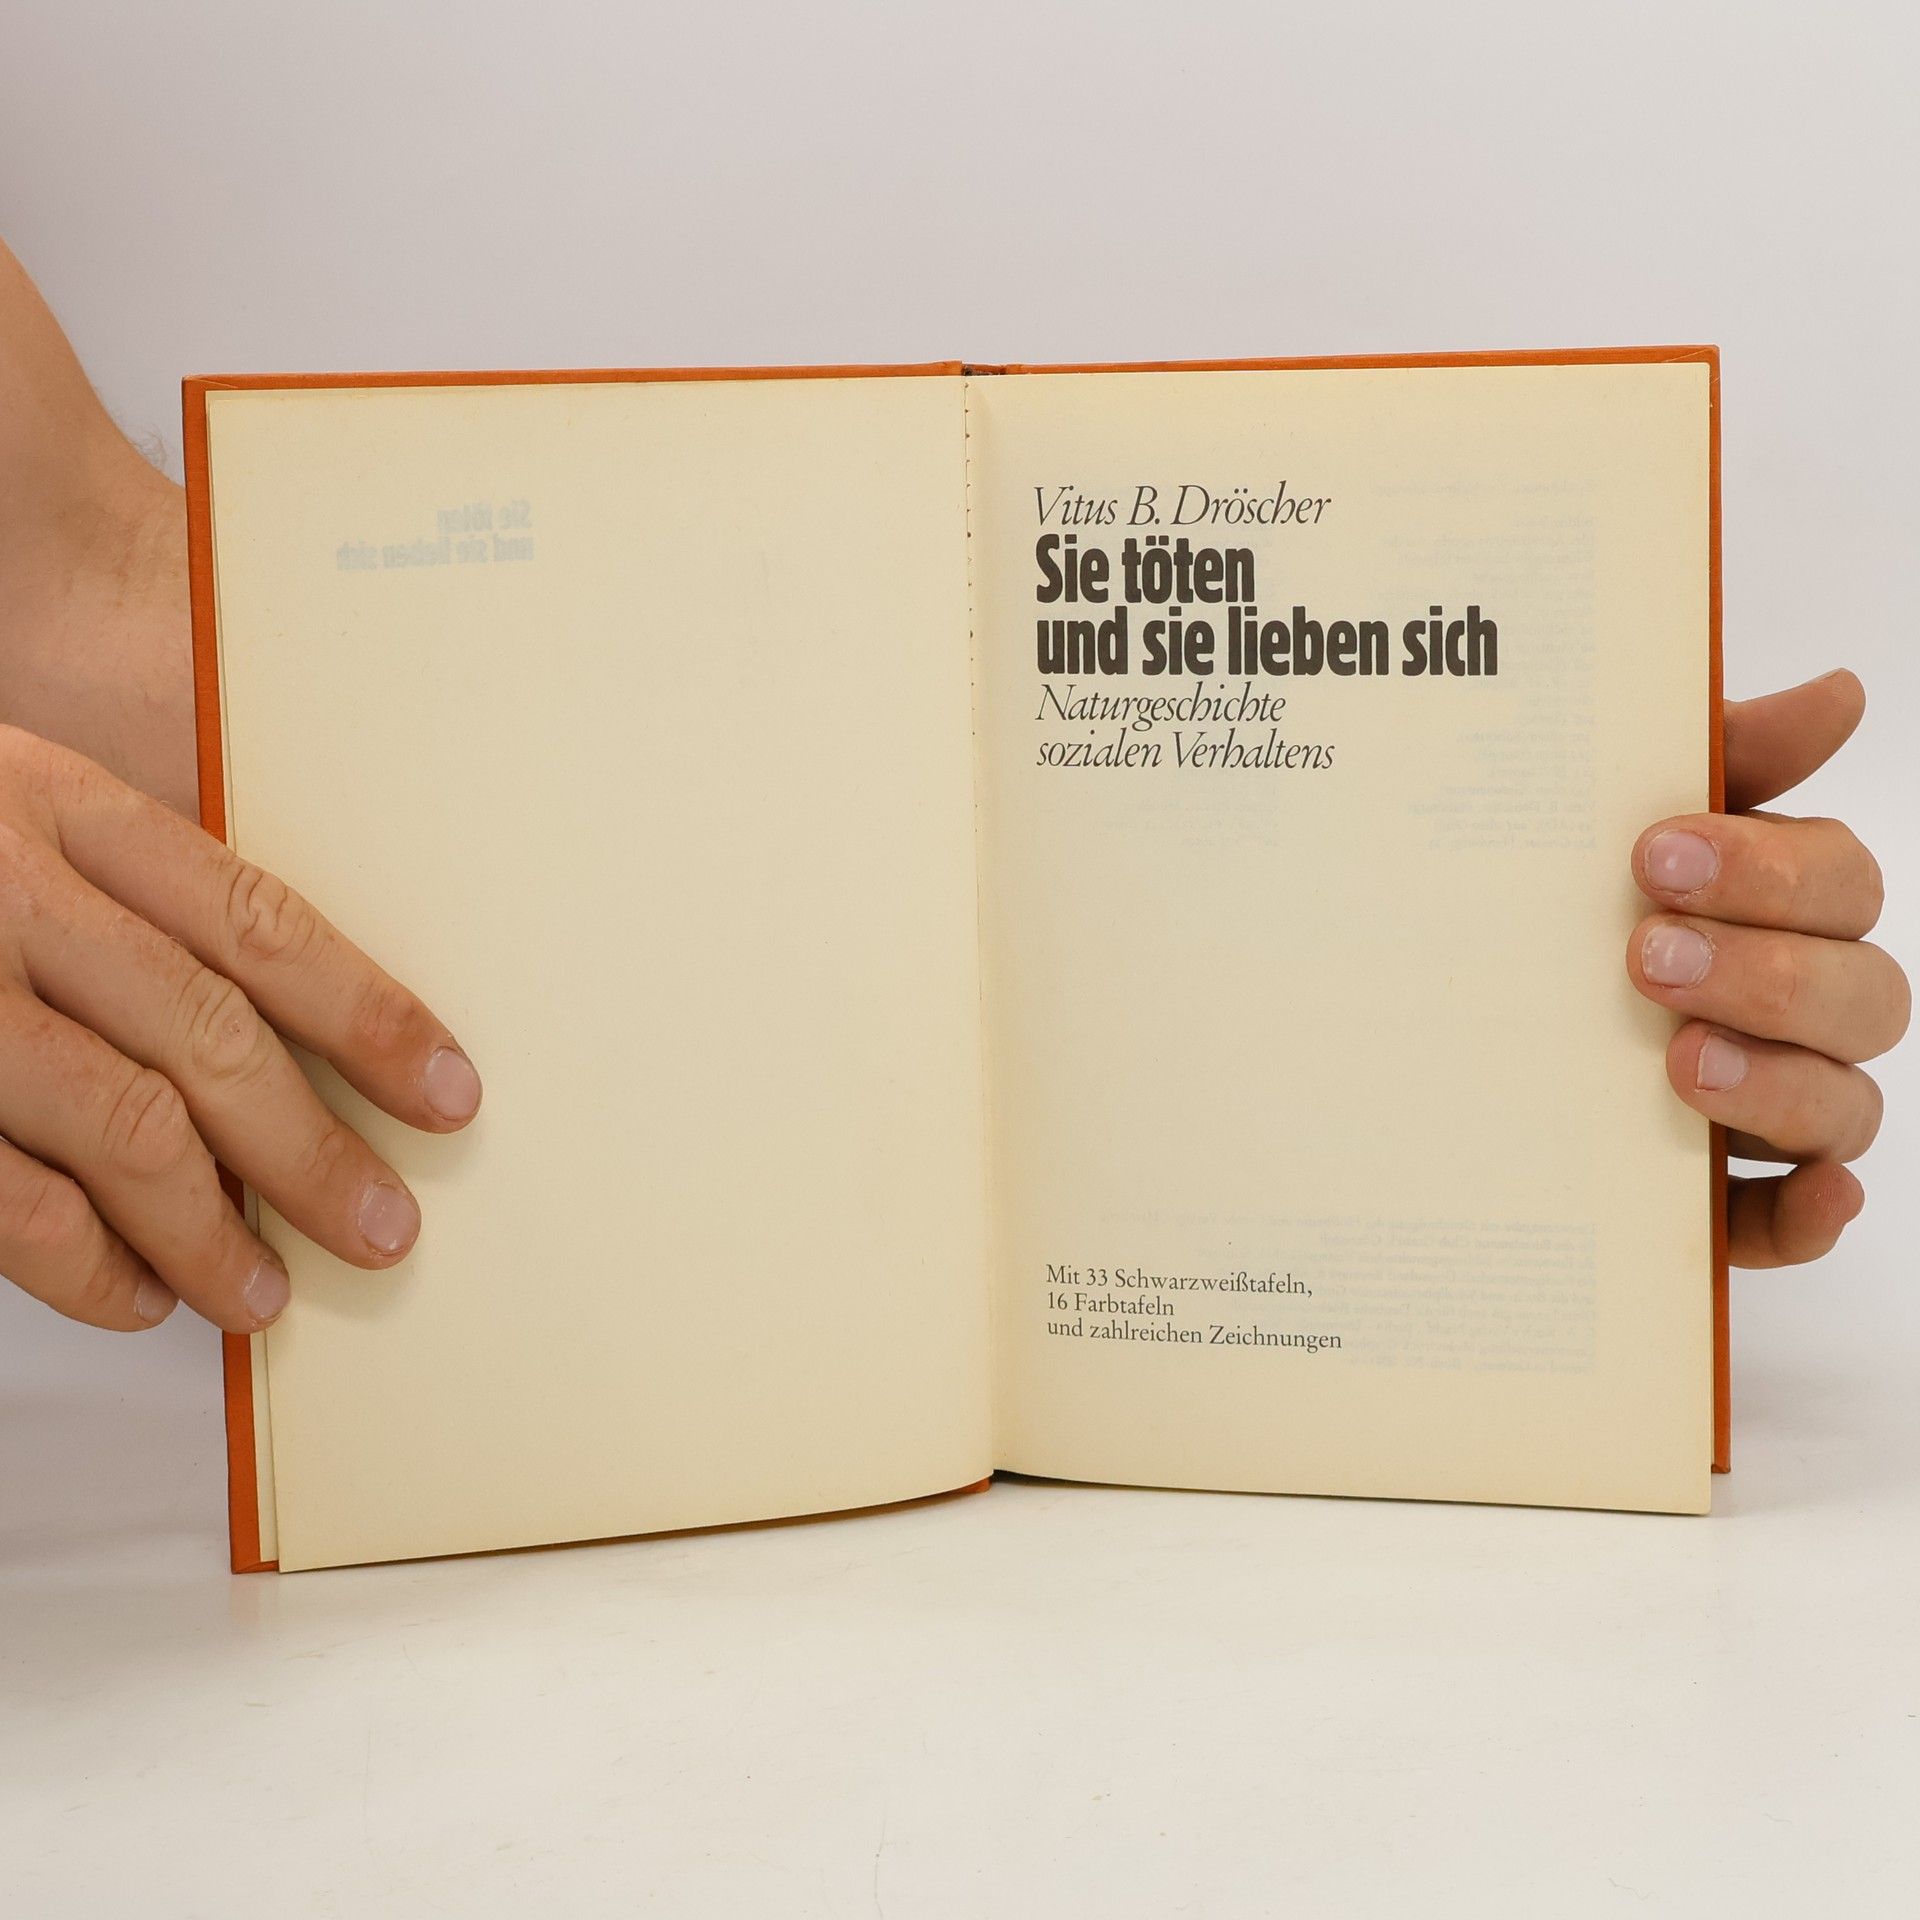 Vitus B. Dröscher
Sie töten
und sie lieben sich
Naturgeschichte
sozialen Verhaltens
Mit 33 Schwarzweißtafeln,
16 Farbtafeln
und zahlreichen Zeichnungen